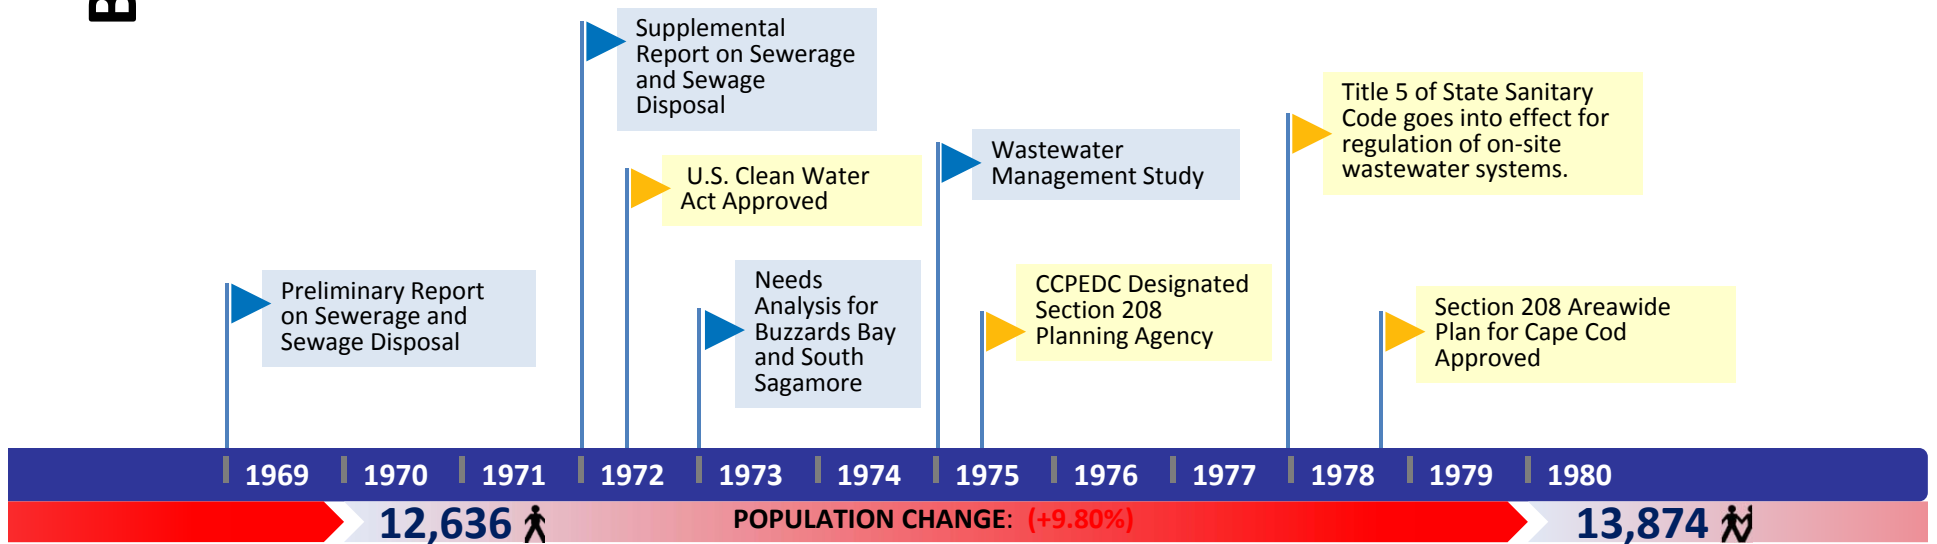 B
Supplemental
Report on Sewerage
and Sewage
Disposal
Title 5 of State Sanitary
Code goes into effect for
regulation of on-site
wastewater systems.
Wastewater
Management Study
U.S. Clean Water
Act Approved
Preliminary Report
on Sewerage and
Sewage Disposal
Needs
Analysis for
Buzzards Bay
and South
Sagamore
CCPEDC Designated
Section 208
Planning Agency
Section 208 Areawide
Plan for Cape Cod
Approved
1969 1970 1971 1972 1973 1974 1975 1976 1977 1978 1979 1980
12,636 POPULATION CHANGE: (+9.80%) 13,874